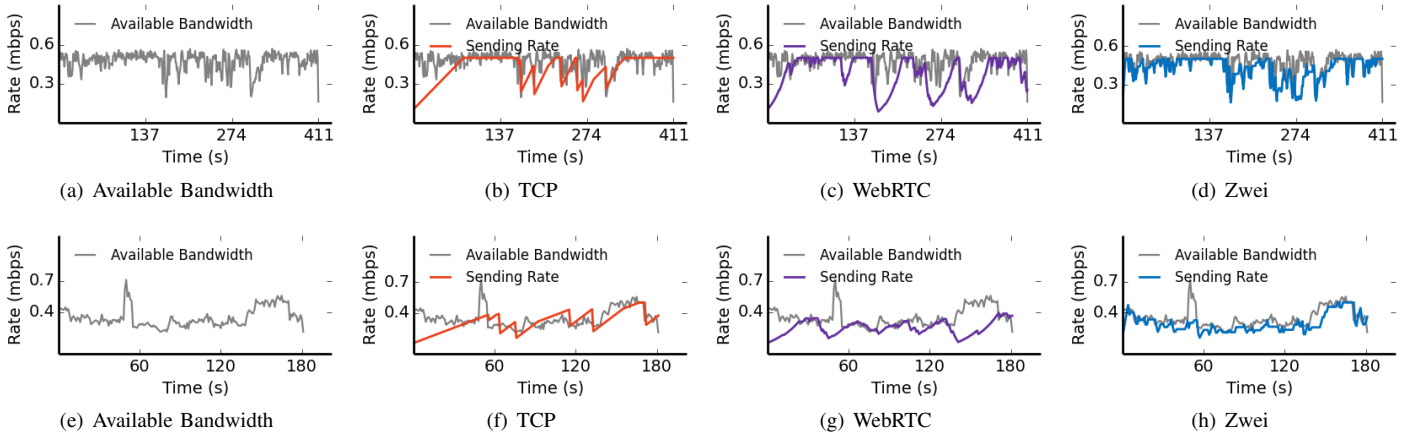 Available Bandwidth
Rate (mbps)
0.6
0.3
137
274
411
Time (s)
(a) Available Bandwidth
Available Bandwidth
Sending Rate
Rate (mbps)
0.6
0.3
137
274
411
Time (s)
(b) TCP
Available Bandwidth
Sending Rate
Rate (mbps)
0.6
0.3
137
274
411
Time (s)
(c) WebRTC
Available Bandwidth
Sending Rate
Rate (mbps)
0.6
0.3
137
274
411
Time (s)
(d) Zwei
Available Bandwidth
Rate (mbps)
0.7
0.4
60
120
180
Time (s)
(e) Available Bandwidth
Available Bandwidth
Sending Rate
Rate (mbps)
0.7
0.4
60
120
180
Time (s)
(f) TCP
Available Bandwidth
Sending Rate
Rate (mbps)
0.7
0.4
60
120
180
Time (s)
(g) WebRTC
Available Bandwidth
Sending Rate
Rate (mbps)
0.7
0.4
60
120
180
Time (s)
(h) Zwei